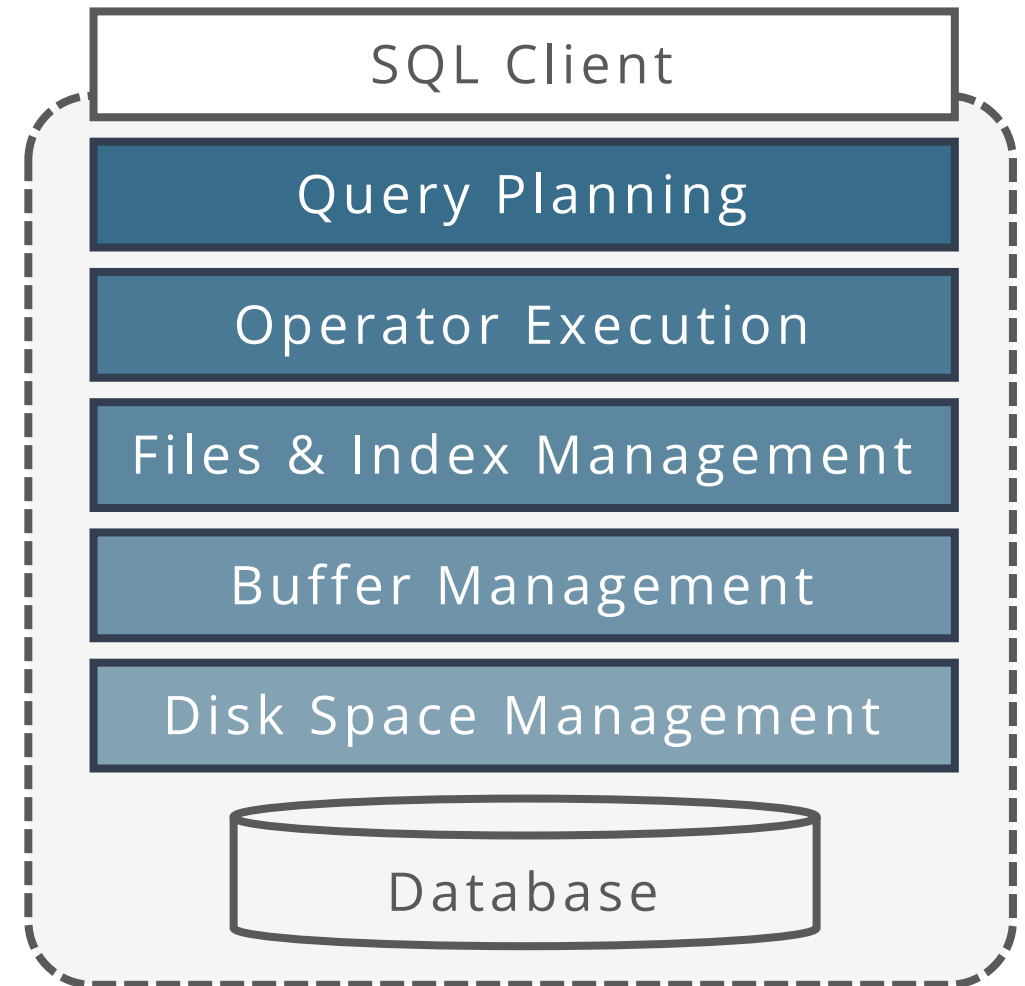 SQL Client
Query Planning
Operator Execution
Files & Index Management
Buffer Management
Disk Space Management
Database